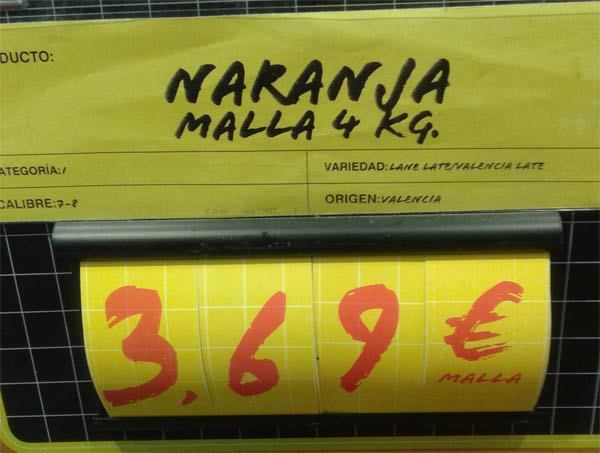 DUCTO:
NARANJA
MALLA 4 KG.
ATEGORÍA:I
VARIEDAD:LANE LATE/VALENCIA LATE
CALIBRE:7-8
ORIGEN:VALENCIA
3,69 €
MALLA